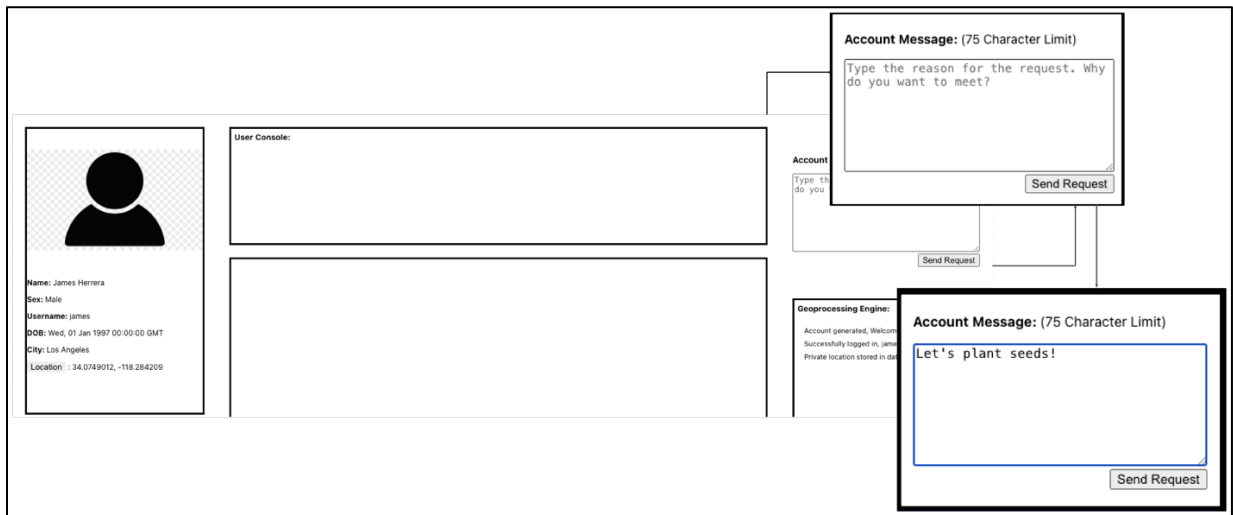 Account Message: (75 Character Limit)
Type the reason for the request. Why
do you want to meet?
Send Request
Name: James Herrera
Sex: Male
Username: james
DOB: Wed, 01 Jan 1997 00:00:00 GMT
City: Los Angeles
Location : 34.0749012, -118.284209
User Console:
Account
Type th
do you
Send Request
Geoprocessing Engine:
Account generated, Welcom
Successfully logged in, jame
Private location stored in dat
Account Message: (75 Character Limit)
Let's plant seeds!
Send Request